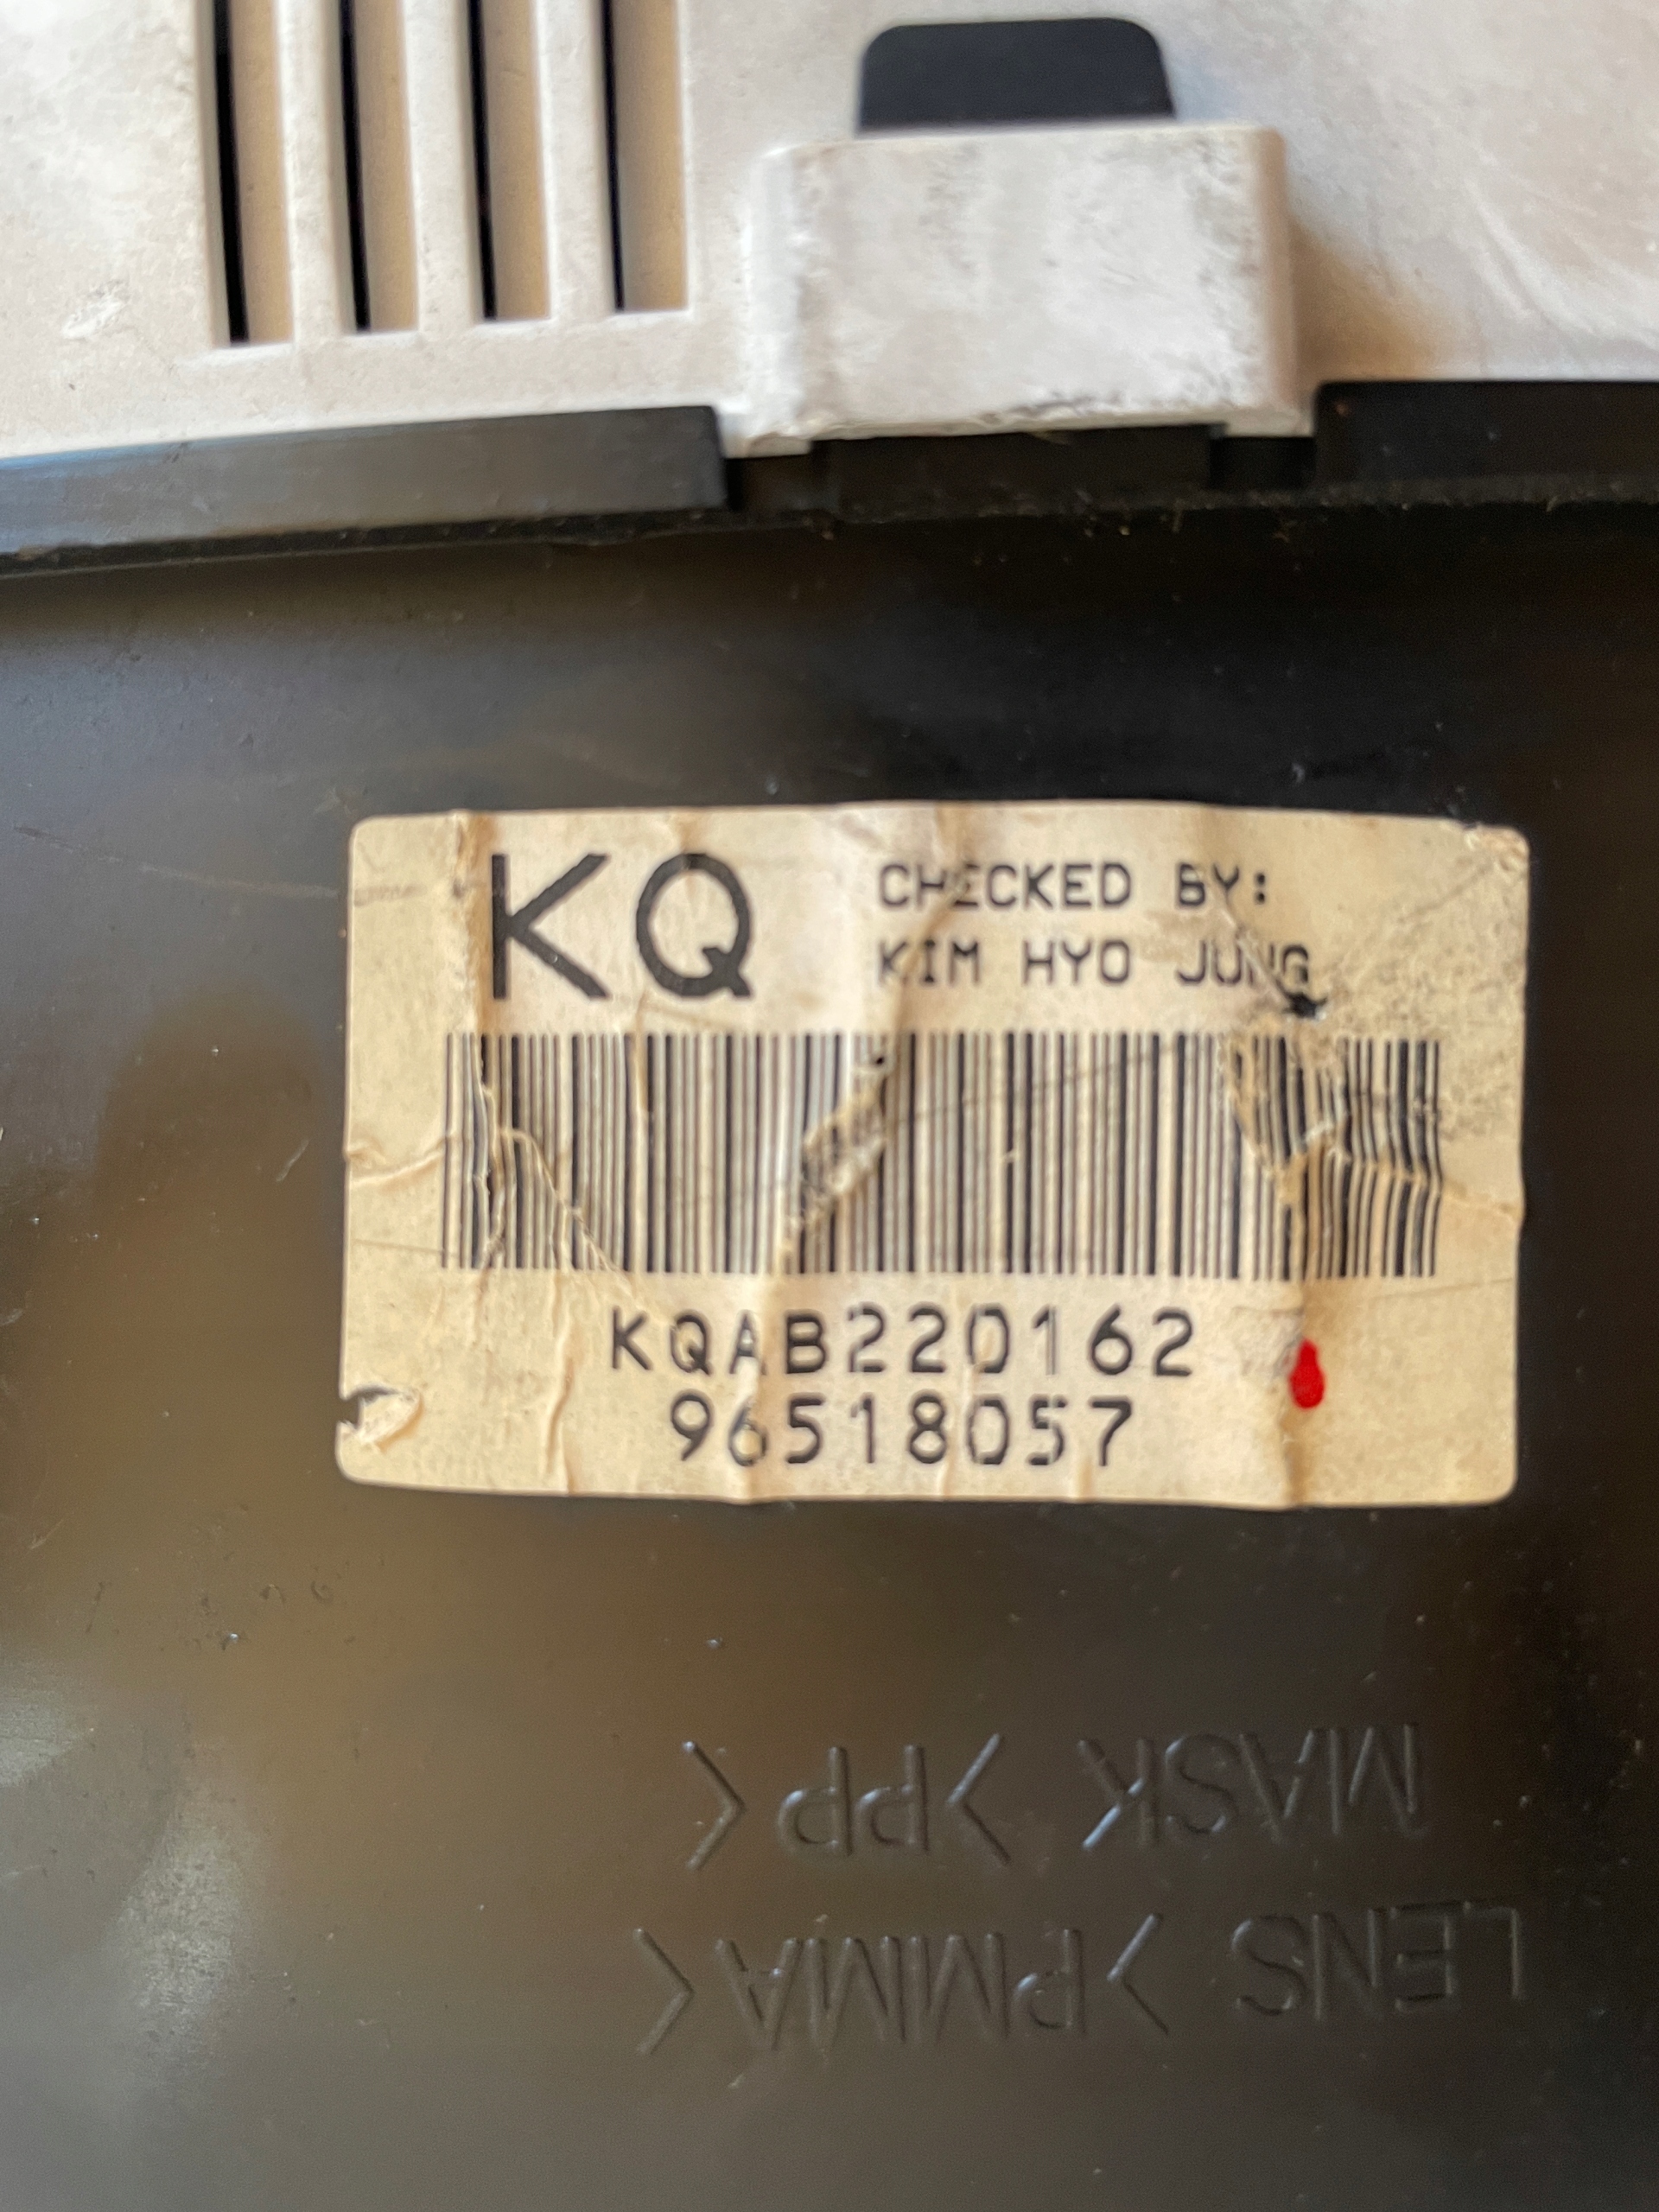 KQ
CHECKED BY:
KIM HYO JUNG
KQAB220162
96518057
MASK >PP<
LENS >PMMA<